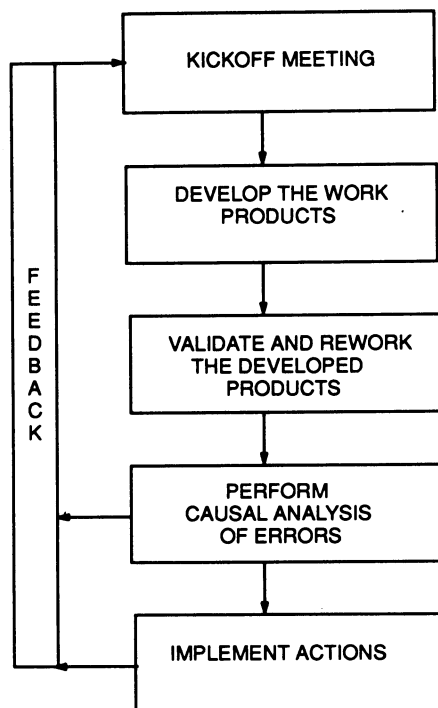 KICKOFF MEETING
DEVELOP THE WORK
PRODUCTS
VALIDATE AND REWORK
THE DEVELOPED
PRODUCTS
PERFORM
CAUSAL ANALYSIS
OF ERRORS
IMPLEMENT ACTIONS
FEEDBACK